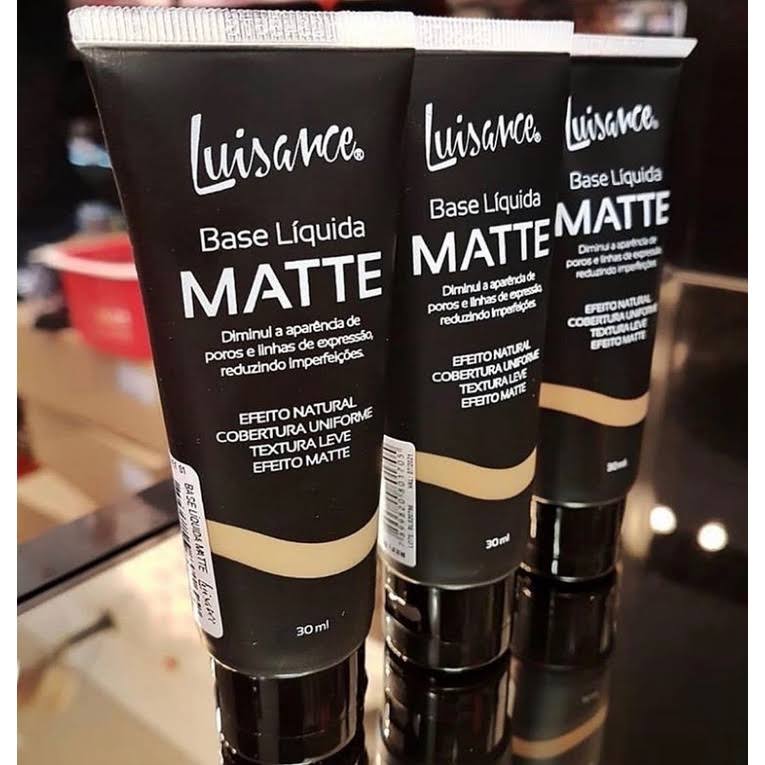 Luisance®
Base Líquida
MATTE
Diminui a aparência de
poros e linhas de expressão,
reduzindo imperfeições.
EFEITO NATURAL
COBERTURA UNIFORME
TEXTURA LEVE
EFEITO MATTE
30 ml
BASE LÍQUIDA MATTE
Luisance®
Base Líquida
MATTE
Diminui a aparência de
poros e linhas de expressão
reduzindo imperfeições.
EFEITO NATURAL
COBERTURA UNIFORME
TEXTURA LEVE
EFEITO MATTE
30 ml
Luisance®
Base Líquida
MATTE
Diminui a aparência de
poros e linhas de expressão
reduzindo imperfeições
EFEITO NATURAL
COBERTURA UNIFORME
TEXTURA LEVE
EFEITO MATTE
30 ml